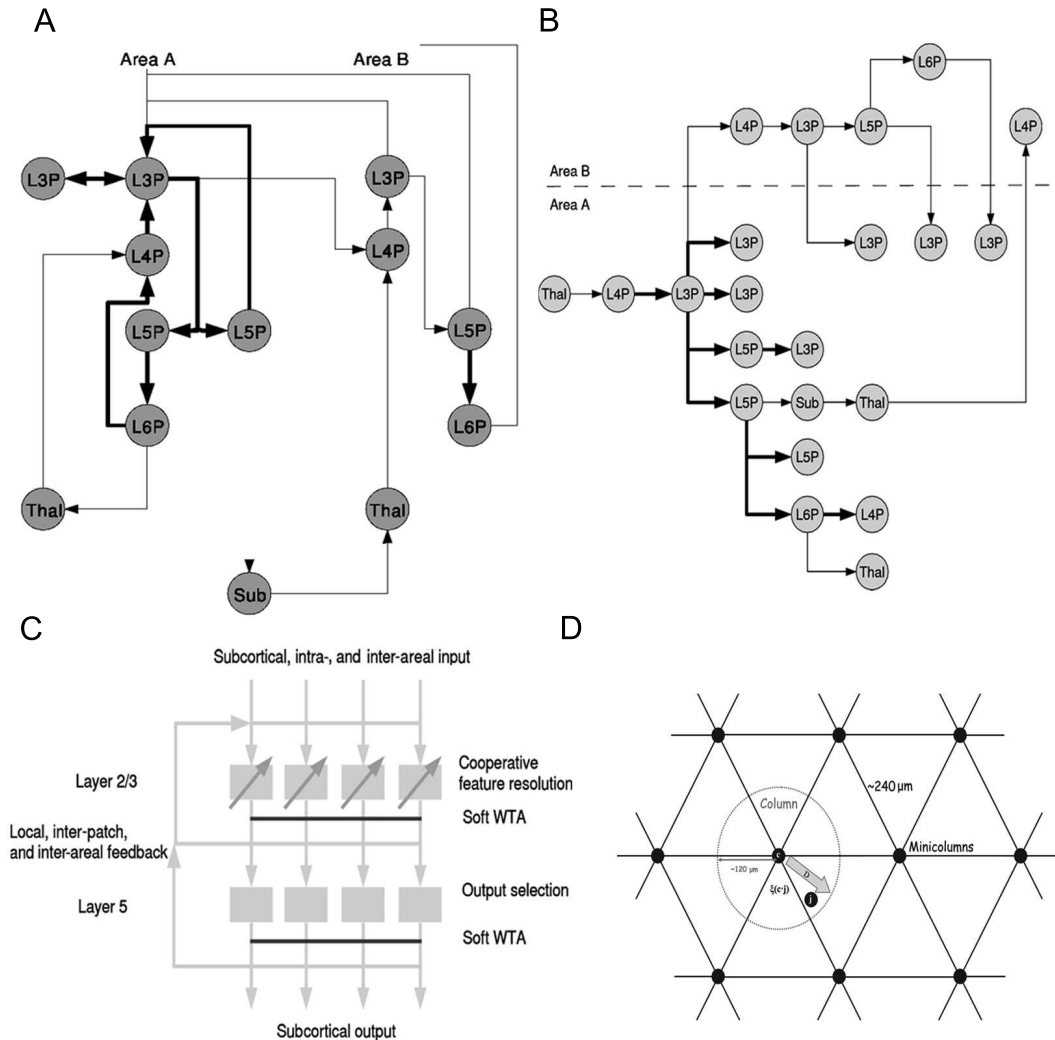 A
Area A
Area B
L3P
L3P
L3P
L4P
L4P
L5P
L5P
L5P
L6P
L6P
Thal
Thal
Sub
B
L6P
L4P
L3P
L5P
L4P
Area B
Area A
L3P
L3P
L3P
L3P
Thal
L4P
L3P
L3P
L5P
L3P
L5P
Sub
Thal
L5P
L6P
L4P
Thal
C
Subcortical, intra-, and inter-areal input
Layer 2/3
Cooperative
feature resolution
Soft WTA
Local, inter-patch,
and inter-areal feedback
Layer 5
Output selection
Soft WTA
Subcortical output
D
~240 μm
Column
Minicolumns
c
~120 μm
D
ξ(c-j)
j